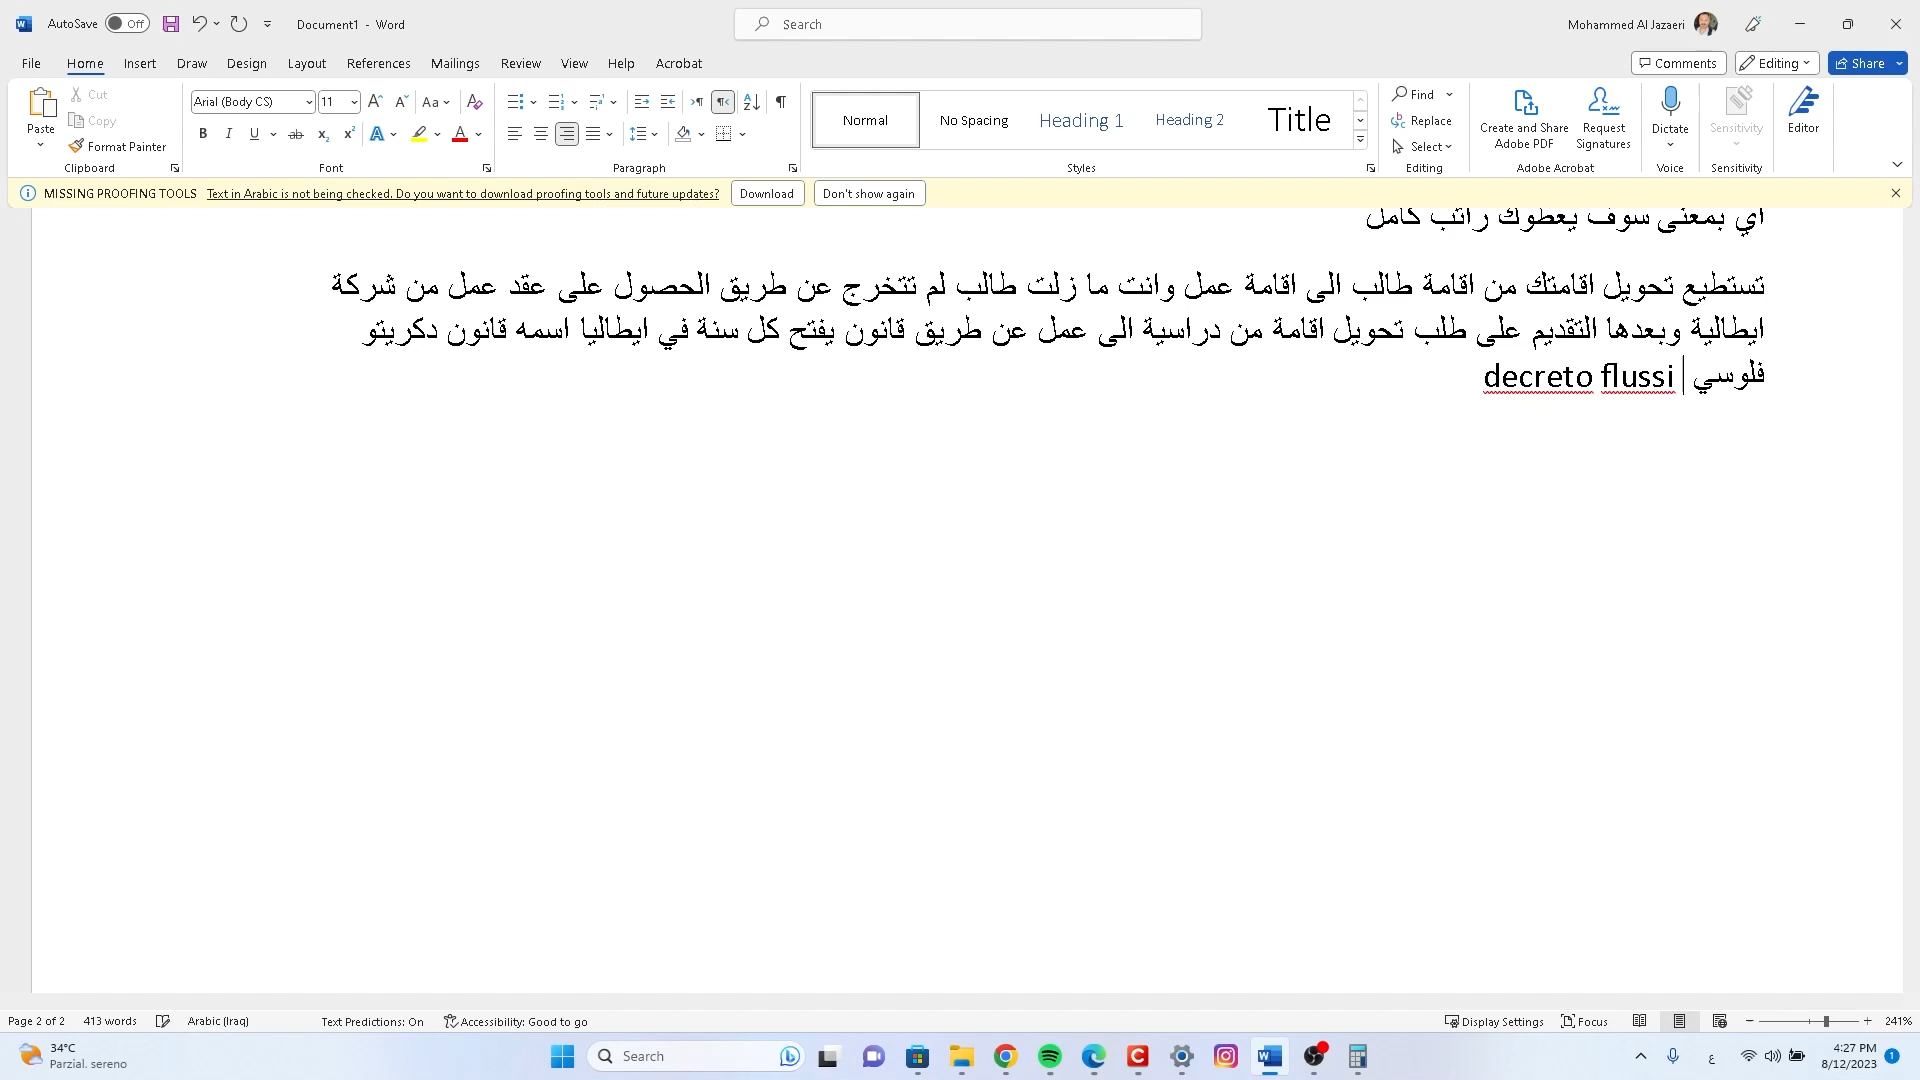 AutoSave Off Document1 - Word Search Mohammed Al Jazaeri
File Home Insert Draw Design Layout References Mailings Review View Help Acrobat Comments Editing Share
Paste Cut Copy Format Painter Clipboard
Arial (Body CS) 11 Font
Paragraph
Normal No Spacing Heading 1 Heading 2 Title Styles
Find Replace Select Editing
Create and Share Adobe PDF Request Signatures Adobe Acrobat
Dictate Voice
Sensitivity Sensitivity
Editor
MISSING PROOFING TOOLS Text in Arabic is not being checked. Do you want to download proofing tools and future updates? Download Don't show again
اي بمعنى سوف يعطوك راتب كامل
تستطيع تحويل اقامتك من اقامة طالب الى اقامة عمل وانت ما زلت طالب لم تتخرج عن طريق الحصول على عقد عمل من شركة
ايطالية وبعدها التقديم على طلب تحويل اقامة من دراسية الى عمل عن طريق قانون يفتح كل سنة في ايطاليا اسمه قانون دكريتو
فلوسي decreto flussi
Page 2 of 2 413 words Arabic (Iraq) Text Predictions: On Accessibility: Good to go Display Settings Focus 241%
34°C
Parzial. sereno
Search
ع
4:27 PM
8/12/2023
1